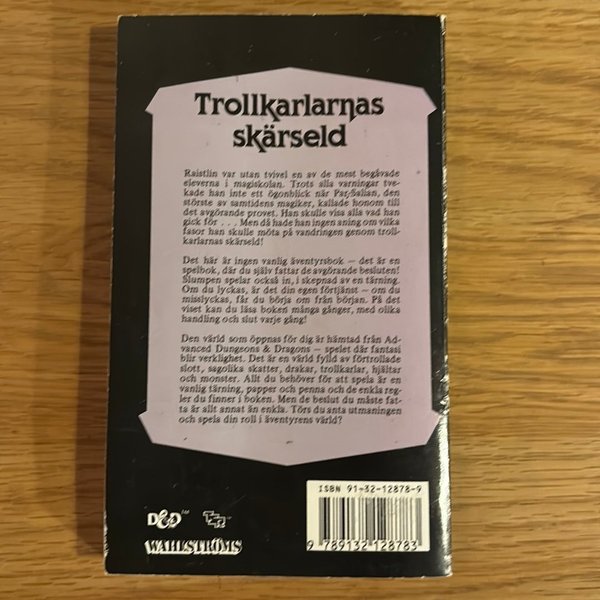 Trollkarlarnas
skärseld
Raistlin var utan tvivel en av de mest begåvade
eleverna i magiskolan. Trots alla varningar tve-
kade han inte ett ögonblick när Par-Salian, den
störste av samtidens magiker, kallade honom till
det avgörande provet. Han skulle visa alla vad han
gick för . . . Men då hade han ingen aning om vilka
fasor han skulle möta på vandringen genom troll-
karlarnas skärseld!
Det här är ingen vanlig äventyrsbok – det är en
spelbok, där du själv fattar de avgörande besluten!
Slumpen spelar också in, i skepnad av en tärning.
Om du lyckas, är det din egen förtjänst – om du
misslyckas, får du börja om från början. På det
viset kan du läsa boken många gånger, med olika
handling och slut varje gång!
Den värld som öppnas för dig är hämtad från Ad-
vanced Dungeons & Dragons – spelet där fantasi
blir verklighet. Det är en värld fylld av förtrollade
slott, sagolika skatter, drakar, trollkarlar, hjältar
och monster. Allt du behöver för att spela är en
vanlig tärning, papper och penna och de enkla reg-
ler du finner i boken. Men de beslut du måste fat-
ta är allt annat än enkla. Törs du anta utmaningen
och spela din roll i äventyrens värld?
ISBN 91-32-12878-9
D&D TM TSR
WAHLSTRÖMS
9 789132 128783